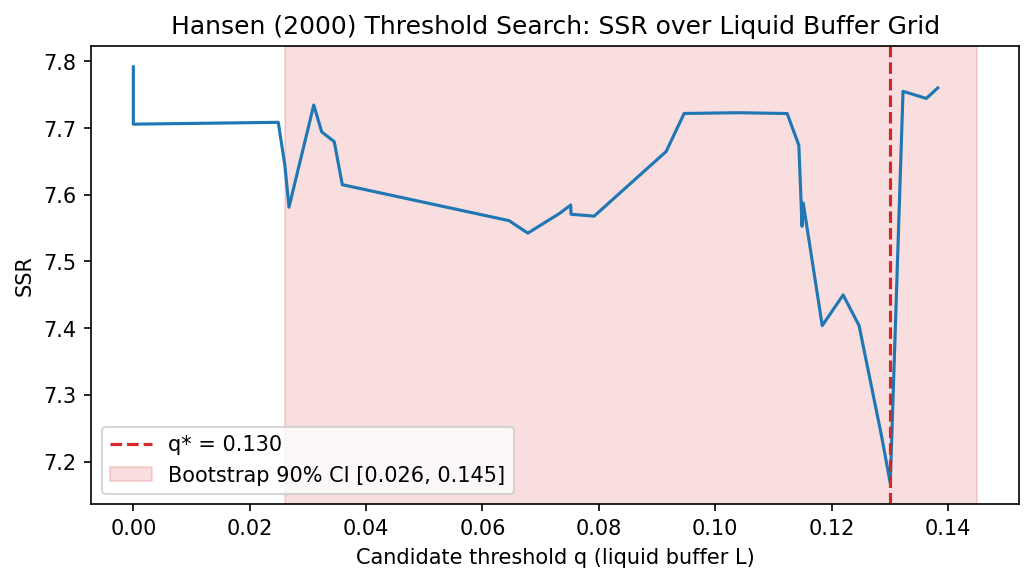 Hansen (2000) Threshold Search: SSR over Liquid Buffer Grid
SSR
7.8
7.7
7.6
7.5
7.4
7.3
7.2
q* = 0.130
Bootstrap 90% CI [0.026, 0.145]
0.00 0.02 0.04 0.06 0.08 0.10 0.12 0.14
Candidate threshold q (liquid buffer L)